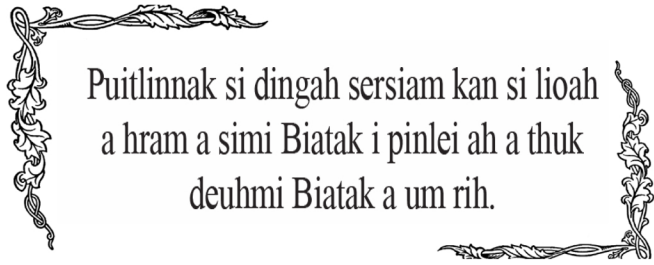 Puitlinnak si dingah sersiam kan si lioah
a hram a simi Biatak i pinlei ah a thuk
deuhmi Biatak a um rih.